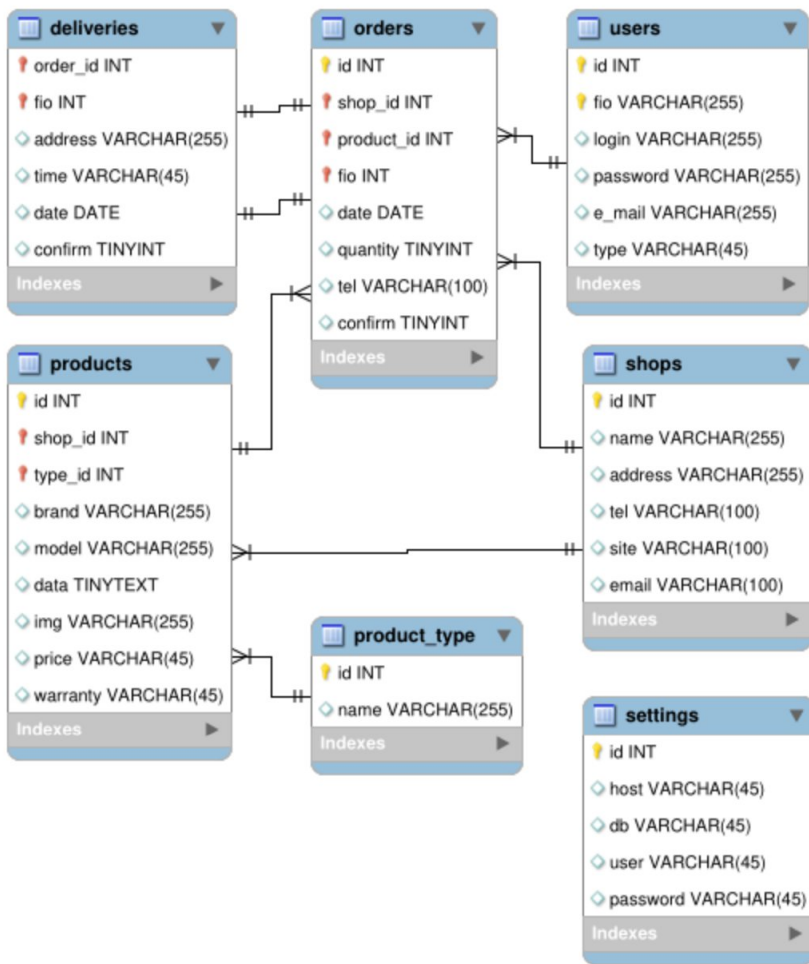 deliveries
order_id INT
fio INT
address VARCHAR(255)
time VARCHAR(45)
date DATE
confirm TINYINT
Indexes
orders
id INT
shop_id INT
product_id INT
fio INT
date DATE
quantity TINYINT
tel VARCHAR(100)
confirm TINYINT
Indexes
users
id INT
fio VARCHAR(255)
login VARCHAR(255)
password VARCHAR(255)
e_mail VARCHAR(255)
type VARCHAR(45)
Indexes
products
id INT
shop_id INT
type_id INT
brand VARCHAR(255)
model VARCHAR(255)
data TINYTEXT
img VARCHAR(255)
price VARCHAR(45)
warranty VARCHAR(45)
Indexes
product_type
id INT
name VARCHAR(255)
Indexes
shops
id INT
name VARCHAR(255)
address VARCHAR(255)
tel VARCHAR(100)
site VARCHAR(100)
email VARCHAR(100)
Indexes
settings
id INT
host VARCHAR(45)
db VARCHAR(45)
user VARCHAR(45)
password VARCHAR(45)
Indexes